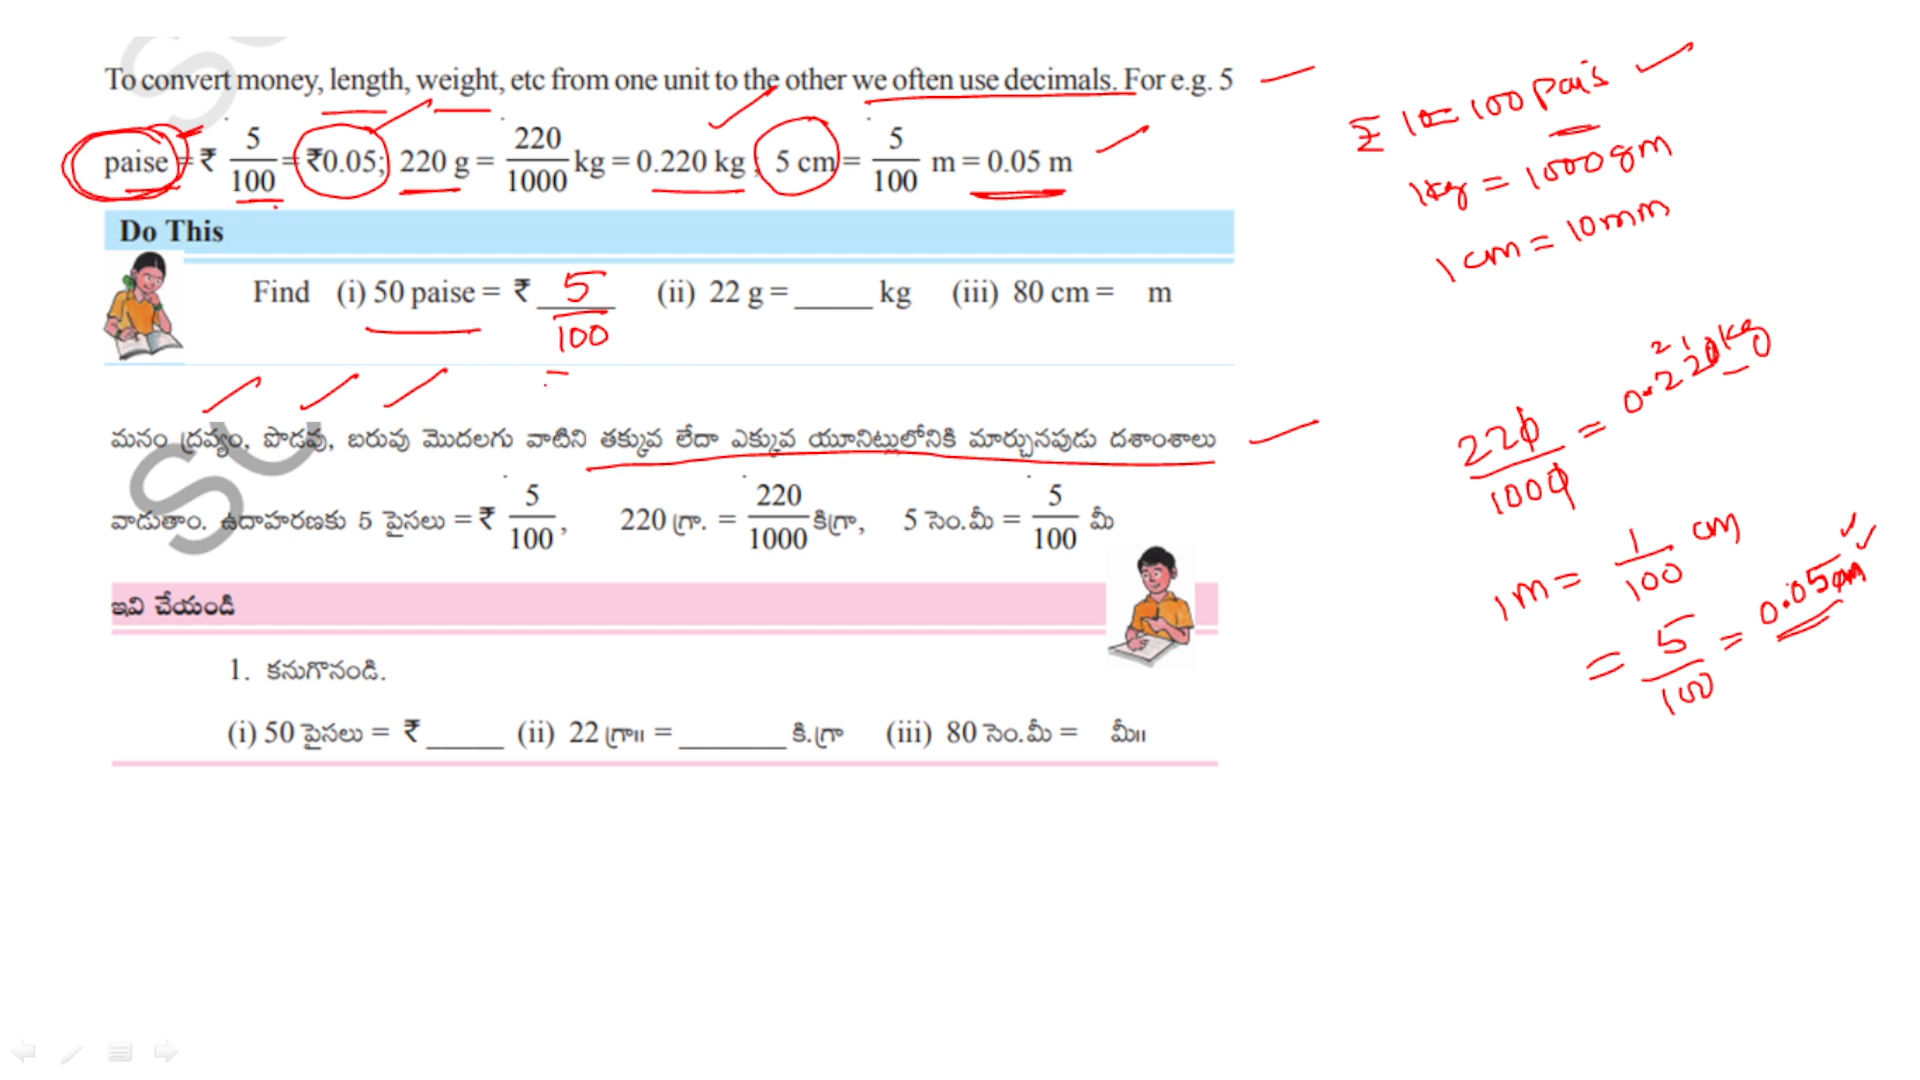 To convert money, length, weight, etc from one unit to the other we often use decimals. For e.g. 5
paise = ₹ 5/100 = ₹0.05; 220 g = 220/1000 kg = 0.220 kg ; 5 cm = 5/100 m = 0.05 m
₹ 1 = 100 pais
1kg = 1000gm
1 cm = 10mm
Do This
Find (i) 50 paise = ₹ 5/100 (ii) 22 g = ______ kg (iii) 80 cm = m
220/1000 = 0.220kg
మనం ద్రవ్యం, పొడవు, బరువు మొదలగు వాటిని తక్కువ లేదా ఎక్కువ యూనిట్లులోనికి మార్చునపుడు దశాంశాలు
వాడుతాం. ఉదాహరణకు 5 పైసలు = ₹ 5/100, 220 గ్రా. = 220/1000 కిగ్రా, 5 సెం.మీ = 5/100 మీ
1m = 1/100 cm
= 5/100 = 0.05
ఇవి చేయండి
1. కనుగొనండి.
(i) 50 పైసలు = ₹ _____ (ii) 22 గ్రా॥ = _______ కి.గ్రా (iii) 80 సెం.మీ = మీ॥